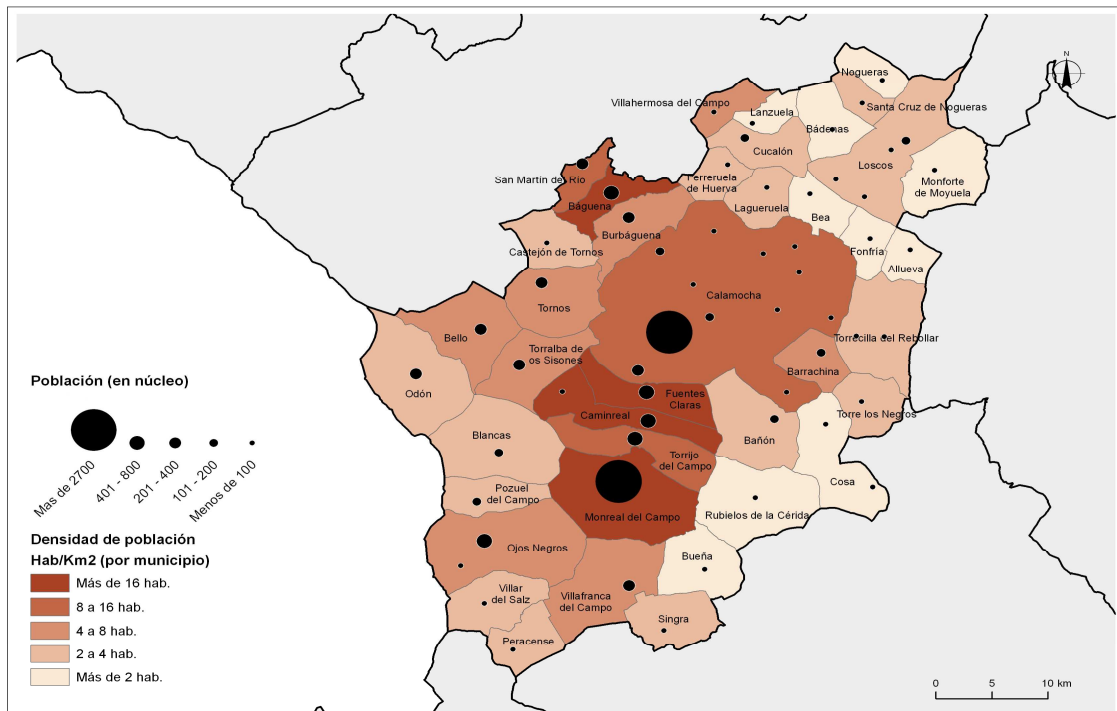 N
Nogueras
Villahermosa del Campo
Lanzuela
Santa Cruz de Nogueras
Bádenas
Cucalón
Loscos
San Martín del Río
Ferreruela
de Huerva
Monforte
de Moyuela
Báguena
Lagueruela
Bea
Burbáguena
Castejón de Tornos
Fonfría
Allueva
Calamocha
Tornos
Bello
Torrecilla del Rebollar
Torralba de
os Sisones
Barrachina
Odón
Fuentes
Claras
Caminreal
Torre los Negros
Blancas
Bañón
Torrijo
del Campo
Pozuel
del Campo
Cosa
Rubielos de la Cérida
Monreal del Campo
Ojos Negros
Bueña
Villar
del Salz
Villafranca
del Campo
Singra
Peracense
Población (en núcleo)
Mas de 2700
401 - 800
201 - 400
101 - 200
Menos de 100
Densidad de población
Hab/Km2 (por municipio)
Más de 16 hab.
8 a 16 hab.
4 a 8 hab.
2 a 4 hab.
Más de 2 hab.
0 5 10 km